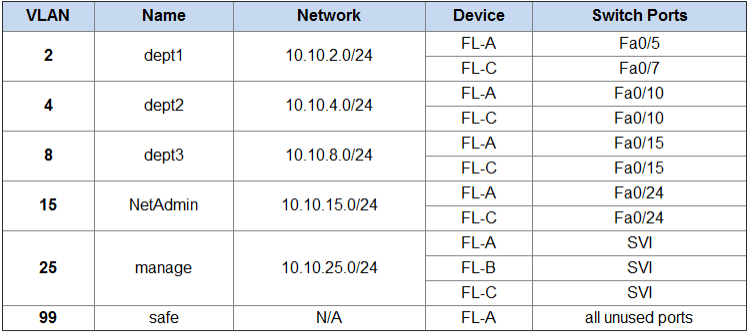 VLAN Name Network Device Switch Ports
2 dept1 10.10.2.0/24 FL-A Fa0/5
FL-C Fa0/7
4 dept2 10.10.4.0/24 FL-A Fa0/10
FL-C Fa0/10
8 dept3 10.10.8.0/24 FL-A Fa0/15
FL-C Fa0/15
15 NetAdmin 10.10.15.0/24 FL-A Fa0/24
FL-C Fa0/24
25 manage 10.10.25.0/24 FL-A SVI
FL-B SVI
FL-C SVI
99 safe N/A FL-A all unused ports